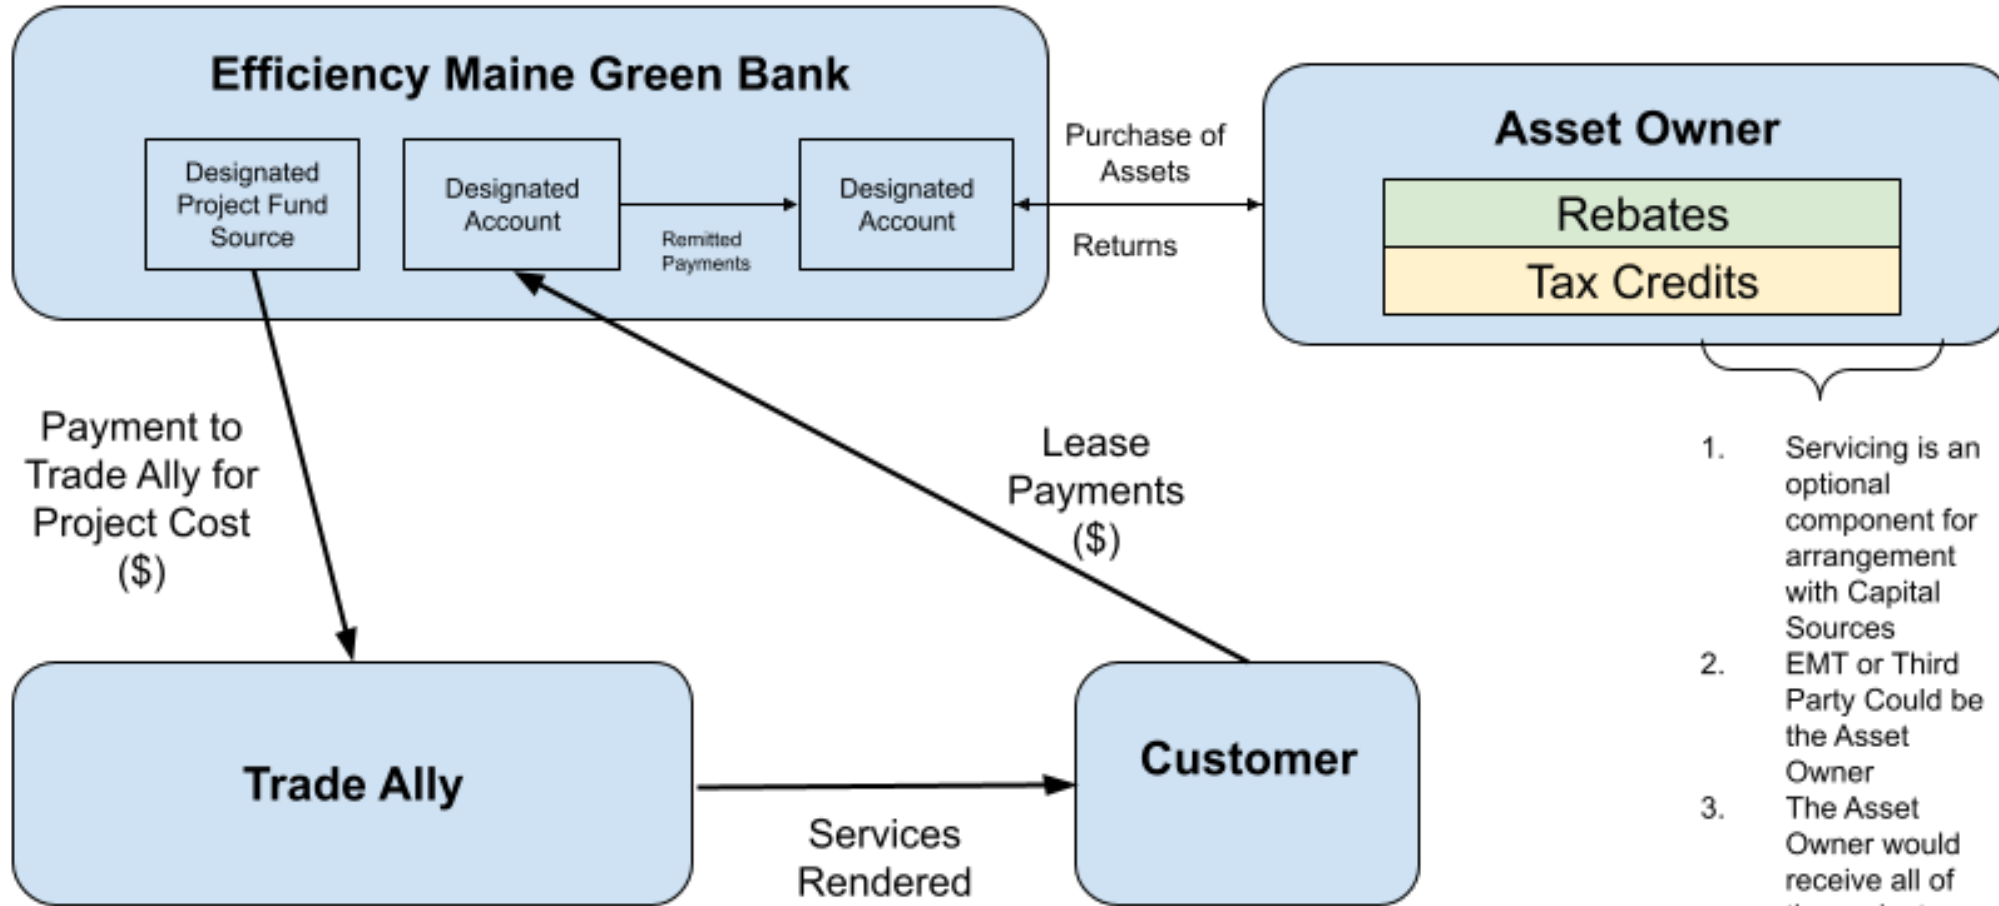 Efficiency Maine Green Bank
Designated
Project Fund
Source
Designated
Account
Remitted
Payments
Designated
Account
Purchase of
Assets
Returns
Asset Owner
Rebates
Tax Credits
Payment to
Trade Ally for
Project Cost
($)
Lease
Payments
($)
Trade Ally
Services
Rendered
Customer
1. Servicing is an
optional
component for
arrangement
with Capital
Sources
2. EMT or Third
Party Could be
the Asset
Owner
3. The Asset
Owner would
receive all of